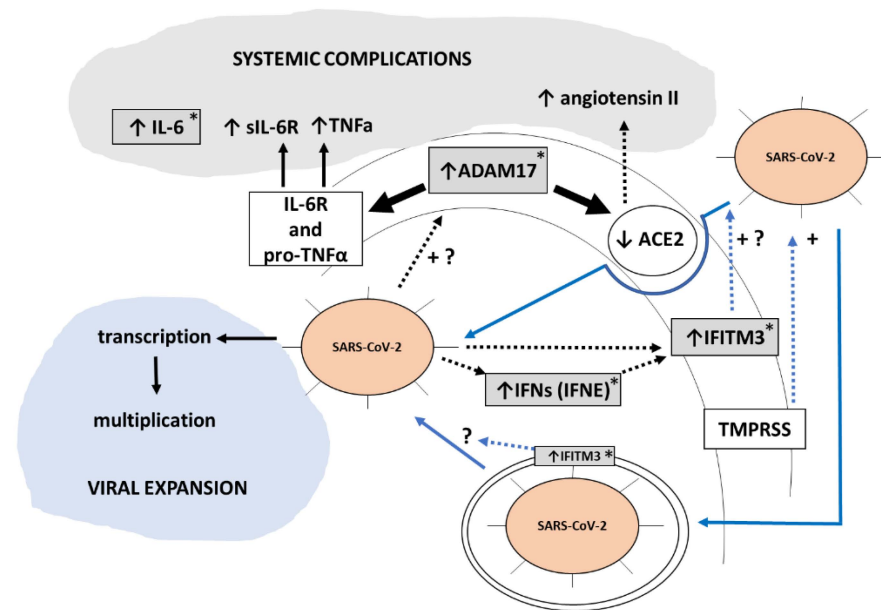 SYSTEMIC COMPLICATIONS
↑ IL-6 *
↑ sIL-6R
↑TNFa
↑ angiotensin II
SARS-CoV-2
↑ADAM17 *
IL-6R
and
pro-TNFα
↓ ACE2
+ ?
+
+ ?
transcription
SARS-CoV-2
↑IFITM3 *
↑IFNs (IFNE) *
multiplication
TMPRSS
?
↑IFITM3 *
VIRAL EXPANSION
SARS-CoV-2